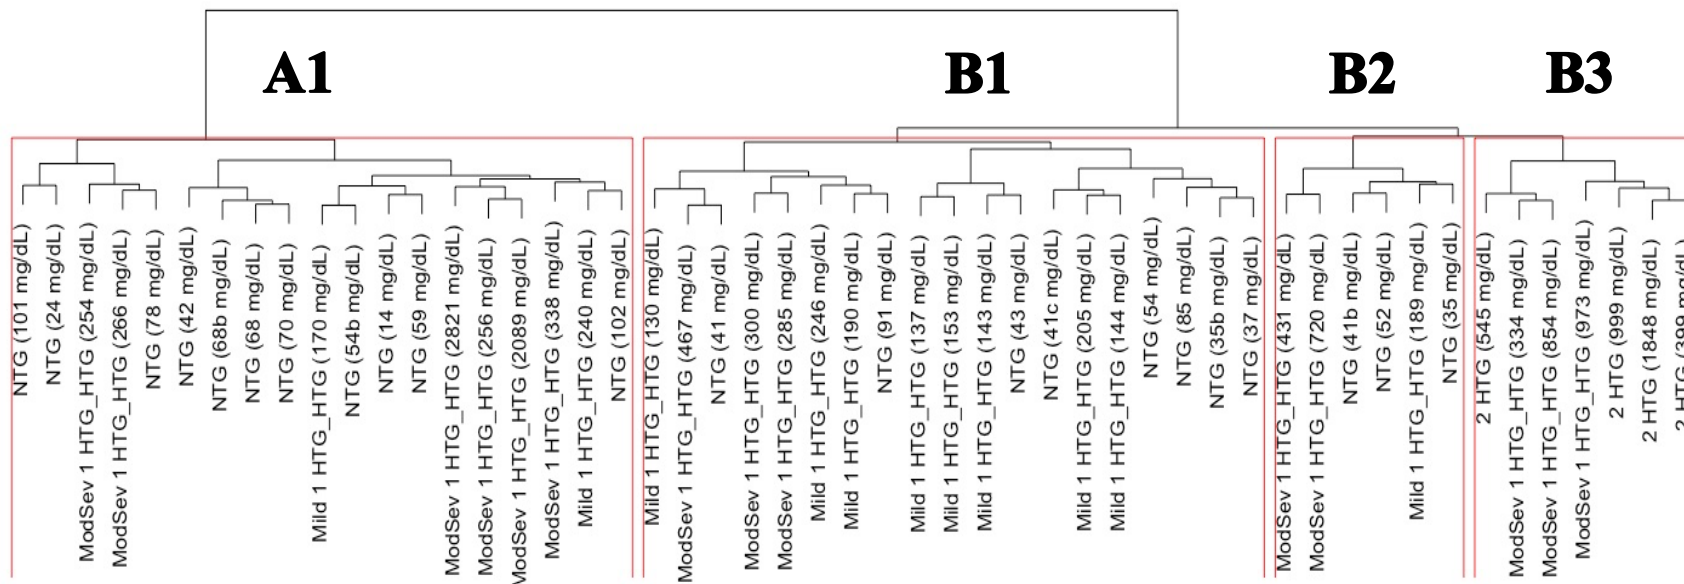 A1
B1
B2
B3
NTG (101 mg/dL)
NTG (24 mg/dL)
ModSev 1 HTG_HTG (254 mg/dL)
ModSev 1 HTG_HTG (266 mg/dL)
NTG (78 mg/dL)
NTG (42 mg/dL)
NTG (68b mg/dL)
NTG (68 mg/dL)
NTG (70 mg/dL)
Mild 1 HTG_HTG (170 mg/dL)
NTG (54b mg/dL)
NTG (14 mg/dL)
NTG (59 mg/dL)
ModSev 1 HTG_HTG (2821 mg/dL)
ModSev 1 HTG_HTG (256 mg/dL)
ModSev 1 HTG_HTG (2089 mg/dL)
ModSev 1 HTG_HTG (338 mg/dL)
Mild 1 HTG_HTG (240 mg/dL)
NTG (102 mg/dL)
Mild 1 HTG_HTG (130 mg/dL)
ModSev 1 HTG_HTG (467 mg/dL)
NTG (41 mg/dL)
ModSev 1 HTG_HTG (300 mg/dL)
ModSev 1 HTG_HTG (285 mg/dL)
Mild 1 HTG_HTG (246 mg/dL)
Mild 1 HTG_HTG (190 mg/dL)
NTG (91 mg/dL)
Mild 1 HTG_HTG (137 mg/dL)
Mild 1 HTG_HTG (153 mg/dL)
Mild 1 HTG_HTG (143 mg/dL)
NTG (43 mg/dL)
NTG (41c mg/dL)
Mild 1 HTG_HTG (205 mg/dL)
Mild 1 HTG_HTG (144 mg/dL)
NTG (54 mg/dL)
NTG (85 mg/dL)
NTG (35b mg/dL)
NTG (37 mg/dL)
ModSev 1 HTG_HTG (431 mg/dL)
ModSev 1 HTG_HTG (720 mg/dL)
NTG (41b mg/dL)
NTG (52 mg/dL)
Mild 1 HTG_HTG (189 mg/dL)
NTG (35 mg/dL)
2 HTG (545 mg/dL)
ModSev 1 HTG_HTG (334 mg/dL)
ModSev 1 HTG_HTG (854 mg/dL)
ModSev 1 HTG_HTG (973 mg/dL)
2 HTG (999 mg/dL)
2 HTG (1848 mg/dL)
2 HTG (399 mg/dL)